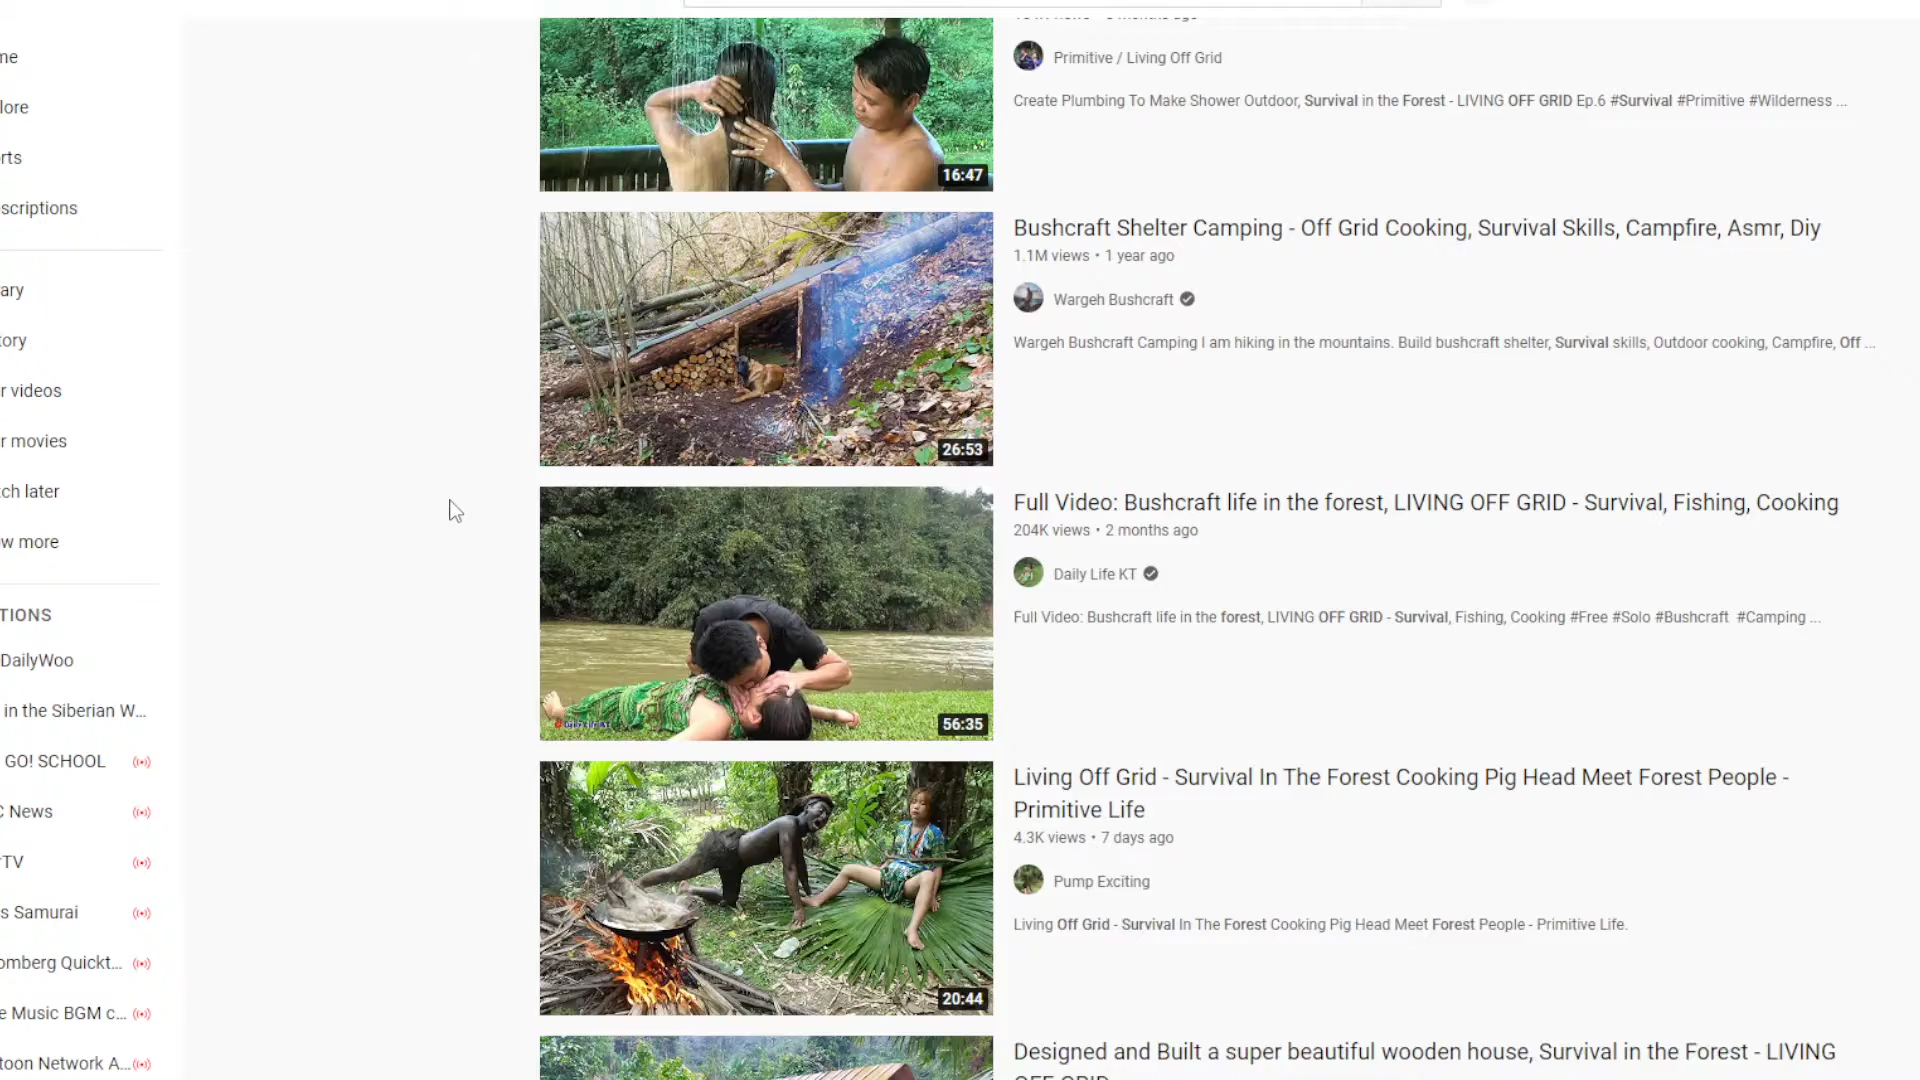 me
lore
rts
scriptions
ary
tory
r videos
r movies
tch later
w more
TIONS
DailyWoo
in the Siberian W...
GO! SCHOOL
C News
TV
s Samurai
omberg Quickt...
e Music BGM c...
toon Network A...
Primitive / Living Off Grid
Create Plumbing To Make Shower Outdoor, Survival in the Forest - LIVING OFF GRID Ep.6 #Survival #Primitive #Wilderness ...
16:47
Bushcraft Shelter Camping - Off Grid Cooking, Survival Skills, Campfire, Asmr, Diy
1.1M views • 1 year ago
Wargeh Bushcraft
Wargeh Bushcraft Camping I am hiking in the mountains. Build bushcraft shelter, Survival skills, Outdoor cooking, Campfire, Off ...
26:53
Full Video: Bushcraft life in the forest, LIVING OFF GRID - Survival, Fishing, Cooking
204K views • 2 months ago
Daily Life KT
Full Video: Bushcraft life in the forest, LIVING OFF GRID - Survival, Fishing, Cooking #Free #Solo #Bushcraft #Camping ...
Daily Life KT
56:35
Living Off Grid - Survival In The Forest Cooking Pig Head Meet Forest People -
Primitive Life
4.3K views • 7 days ago
Pump Exciting
Living Off Grid - Survival In The Forest Cooking Pig Head Meet Forest People - Primitive Life.
20:44
Designed and Built a super beautiful wooden house, Survival in the Forest - LIVING
OFF GRID